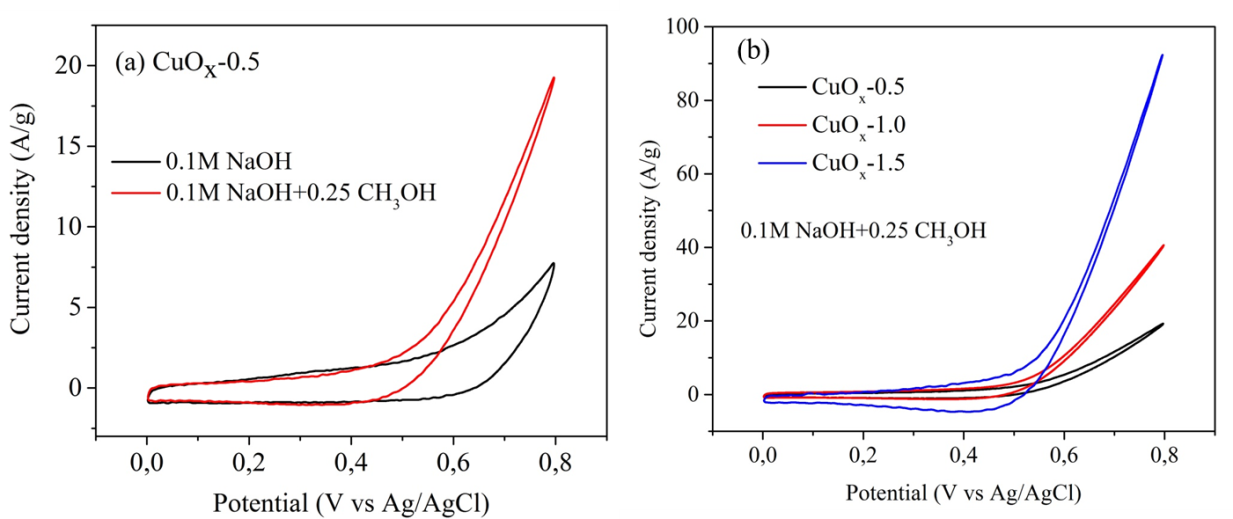 (a) CuOₓ-0.5
0.1M NaOH
0.1M NaOH+0.25 CH₃OH
Current density (A/g)
20
15
10
5
0
0,0 0,2 0,4 0,6 0,8
Potential (V vs Ag/AgCl)
(b)
CuOₓ-0.5
CuOₓ-1.0
CuOₓ-1.5
0.1M NaOH+0.25 CH₃OH
Current density (A/g)
100
80
60
40
20
0
0,0 0,2 0,4 0,6 0,8
Potential (V vs Ag/AgCl)